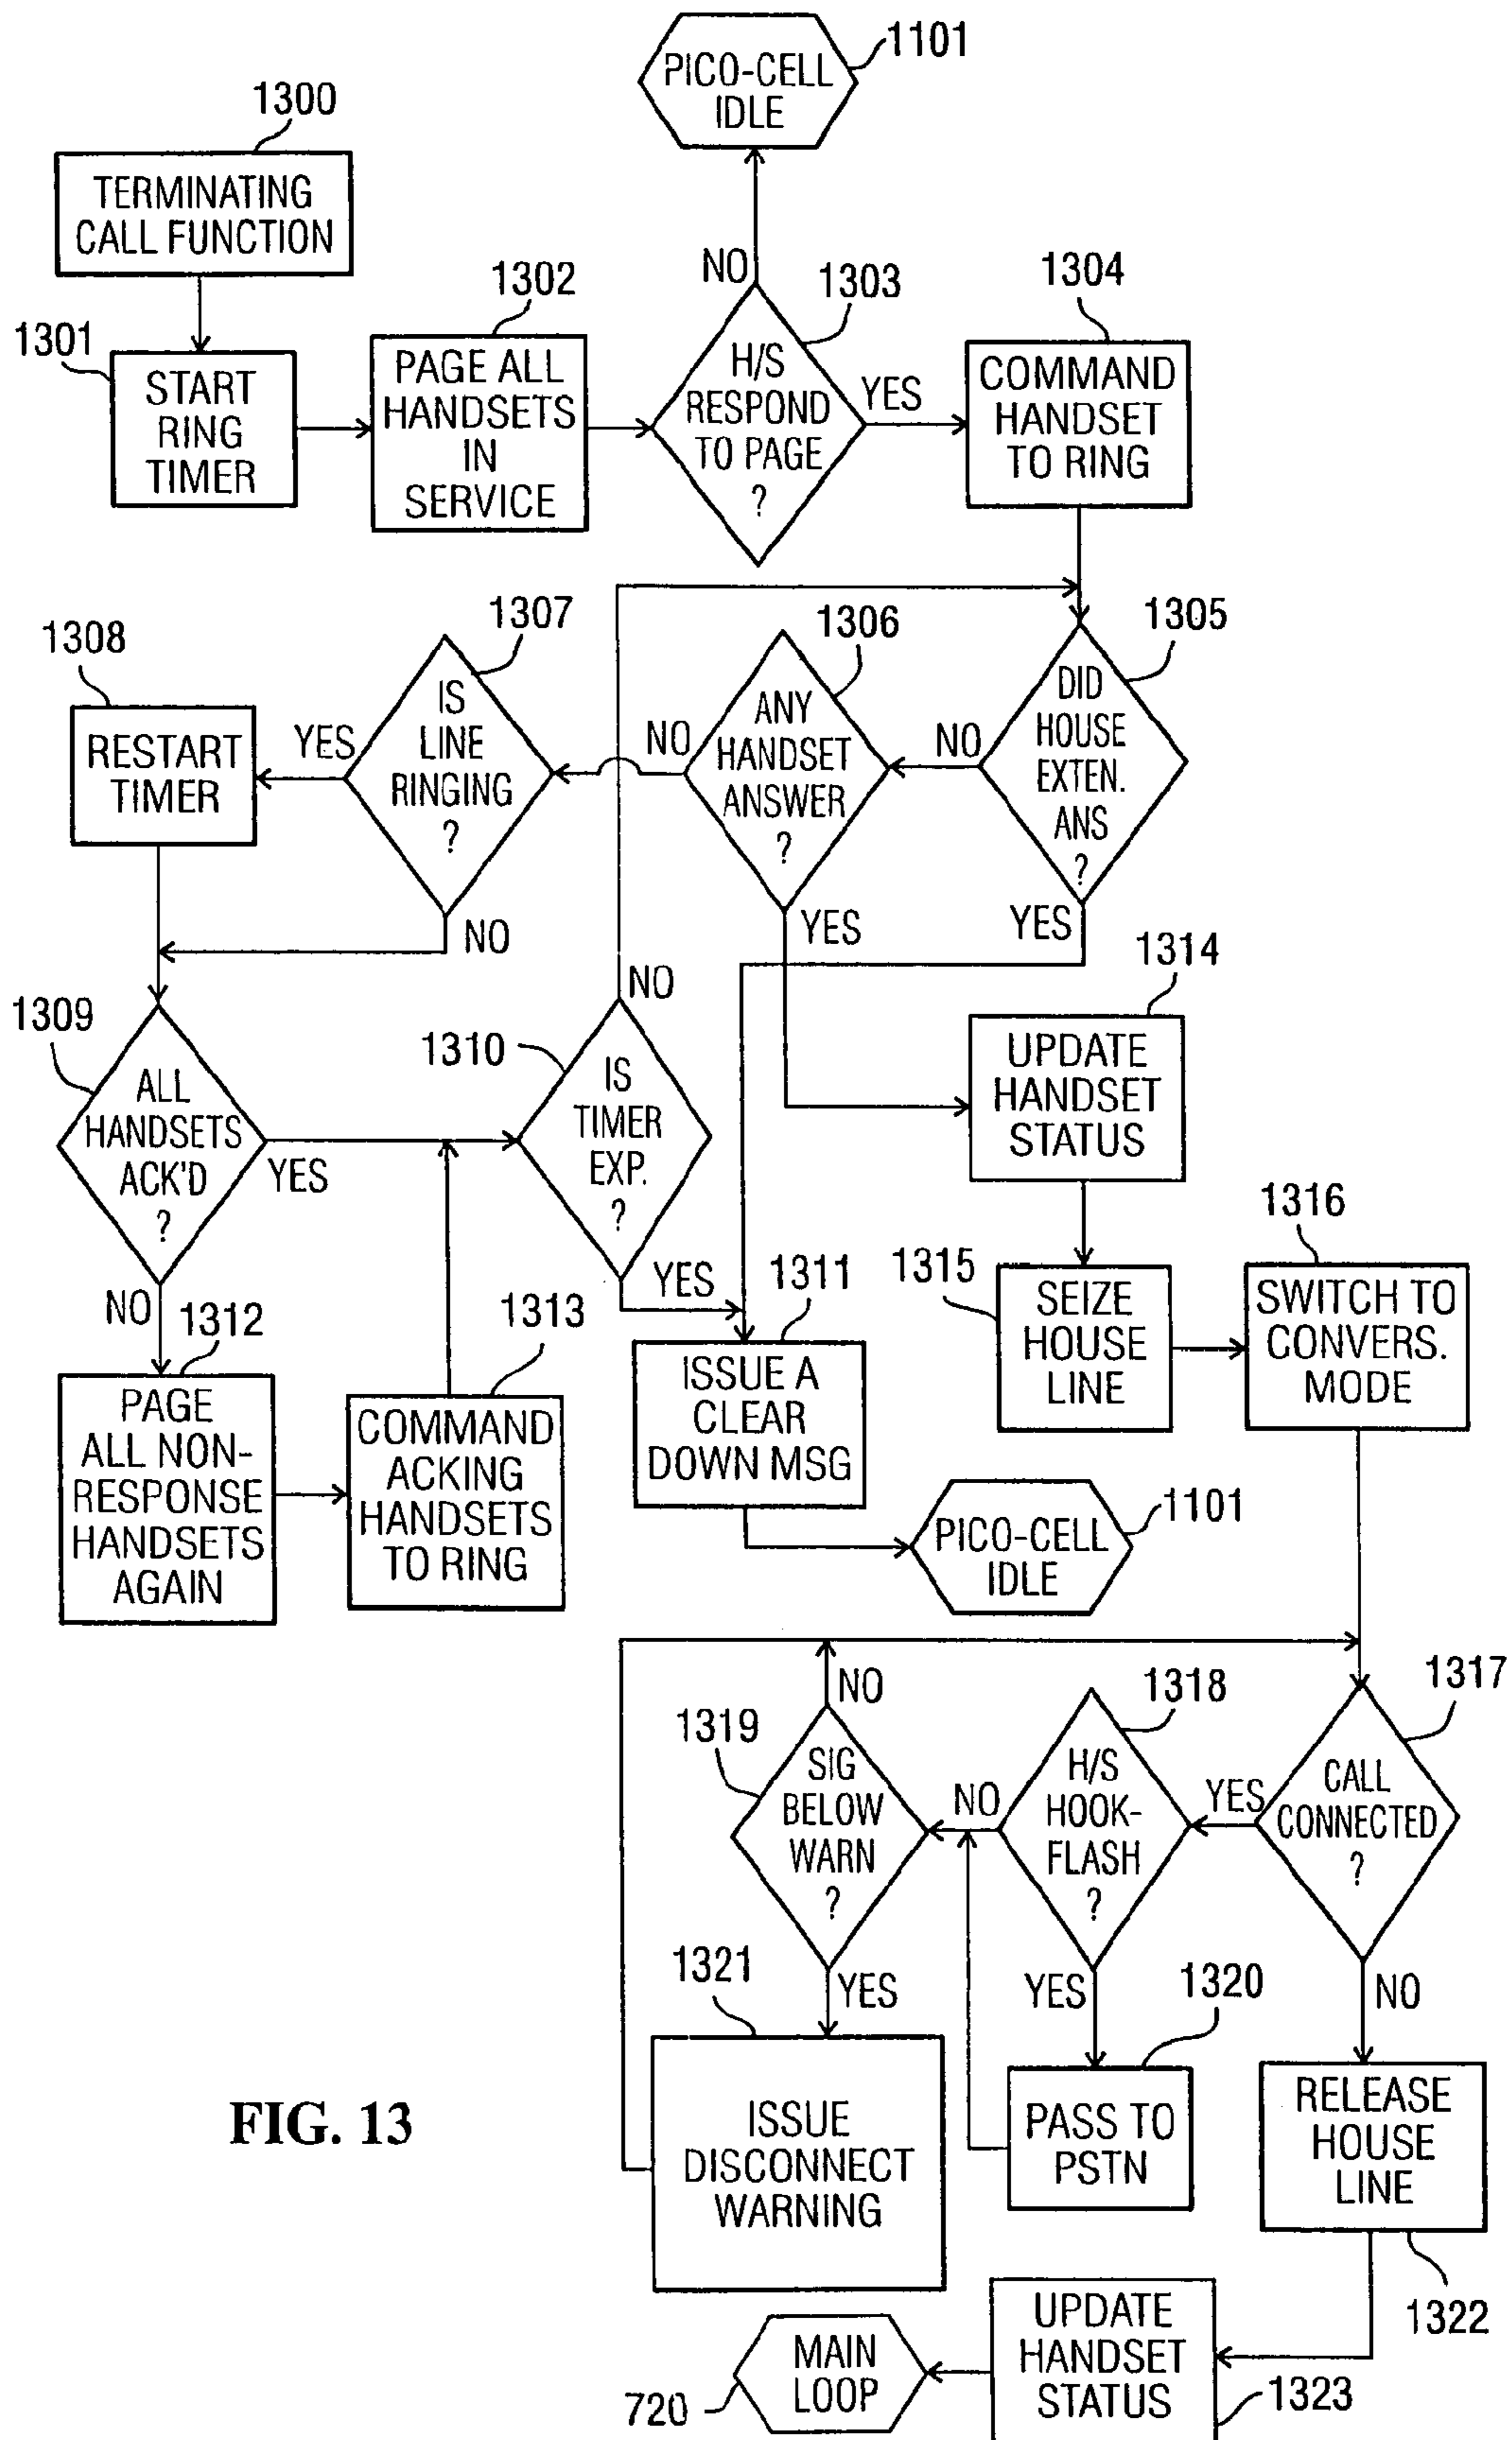 1101
PICO-CELL
IDLE
1300
TERMINATING
CALL FUNCTION
NO
1301
START
RING
TIMER
1302
PAGE ALL
HANDSETS
IN
SERVICE
1303
H/S
RESPOND
TO PAGE
?
YES
1304
COMMAND
HANDSET
TO RING
1308
RESTART
TIMER
YES
1307
IS
LINE
RINGING
?
NO
NO
1306
ANY
HANDSET
ANSWER
?
YES
NO
1305
DID
HOUSE
EXTEN.
ANS
?
YES
1309
ALL
HANDSETS
ACK'D
?
YES
NO
1310
IS
TIMER
EXP.
?
NO
YES
1314
UPDATE
HANDSET
STATUS
1312
PAGE
ALL NON-
RESPONSE
HANDSETS
AGAIN
1313
COMMAND
ACKING
HANDSETS
TO RING
1311
ISSUE A
CLEAR
DOWN MSG
1315
SEIZE
HOUSE
LINE
1316
SWITCH TO
CONVERS.
MODE
PICO-CELL
IDLE
1101
1319
SIG
BELOW
WARN
?
NO
YES
1318
H/S
HOOK-
FLASH
?
NO
YES
1317
CALL
CONNECTED
?
YES
NO
1321
ISSUE
DISCONNECT
WARNING
1320
PASS TO
PSTN
RELEASE
HOUSE
LINE
1322
FIG. 13
720
MAIN
LOOP
UPDATE
HANDSET
STATUS
1323